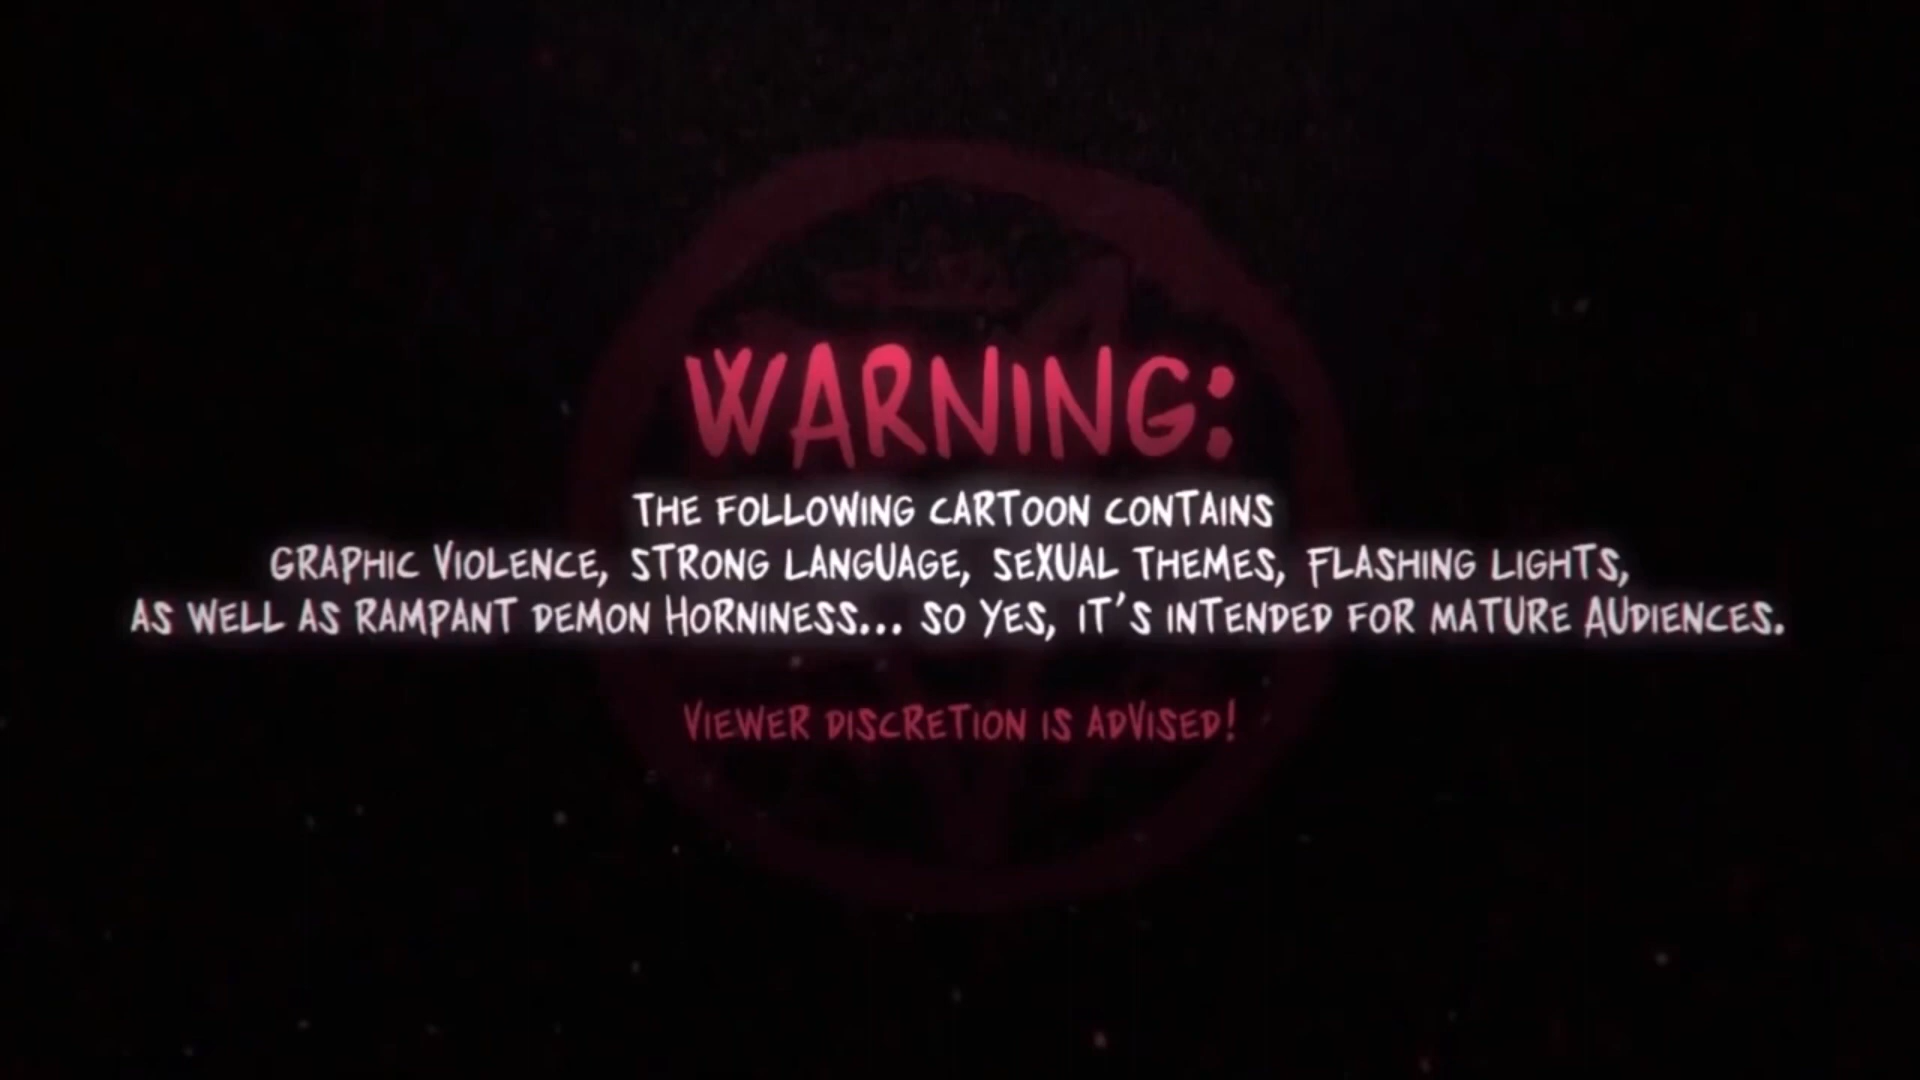 WARNING:
THE FOLLOWING CARTOON CONTAINS
GRAPHIC VIOLENCE, STRONG LANGUAGE, SEXUAL THEMES, FLASHING LIGHTS,
AS WELL AS RAMPANT DEMON HORNINESS... SO YES, IT'S INTENDED FOR MATURE AUDIENCES.
VIEWER DISCRETION IS ADVISED!